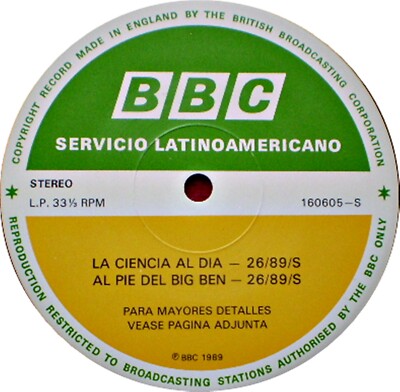 COPYRIGHT RECORD MADE IN ENGLAND BY THE BRITISH BROADCASTING CORPORATION
BBC
SERVICIO LATINOAMERICANO
STEREO
L.P. 33⅓ RPM
160605–S
LA CIENCIA AL DIA – 26/89/S
AL PIE DEL BIG BEN – 26/89/S
PARA MAYORES DETALLES
VEASE PAGINA ADJUNTA
℗ BBC 1989
REPRODUCTION RESTRICTED TO BROADCASTING STATIONS AUTHORISED BY THE BBC ONLY